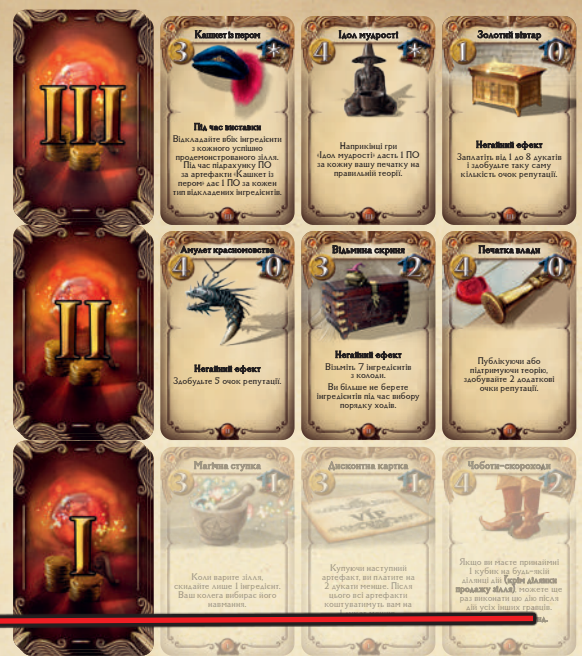 III
Кашкет із пером
3
*
Під час виставки
Відкладайте вбік інгредієнти
з кожного успішно
продемонстрованого зілля.
Під час підрахунку ПО
за артефакти «Кашкет із
пером» дає 1 ПО за кожен
тип відкладених інгредієнтів.
Ідол мудрості
4
*
Наприкінці гри
«Ідол мудрості» дасть 1 ПО
за кожну вашу печатку на
правильній теорії.
Золотий вівтар
1
0
Негайний ефект
Заплатіть від 1 до 8 дукатів
і здобудьте таку саму
кількість очок репутації.
II
Амулет красномовства
4
0
Негайний ефект
Здобудьте 5 очок репутації.
Відьмина скриня
3
2
Негайний ефект
Візьміть 7 інгредієнтів
з колоди.
Ви більше не берете
інгредієнтів під час вибору
порядку ходів.
Печатка влади
4
0
Публікуючи або
підтримуючи теорію,
здобувайте 2 додаткові
очки репутації.
I
Магічна ступка
3
1
Коли варите зілля,
скидайте лише 1 інгредієнт.
Ваш колега вибирає його
навмання.
Дисконтна картка
3
1
VIP
Купуючи наступний
артефакт, ви платите на
2 дукати менше. Після
цього всі артефакти
коштуватимуть вам на
Чоботи-скороходи
4
2
Якщо ви маєте принаймні
1 кубик на будь-якій
ділянці дій (крім ділянки
продажу зілля), можете ще
раз виконати цю дію після
дій усіх інших гравців.